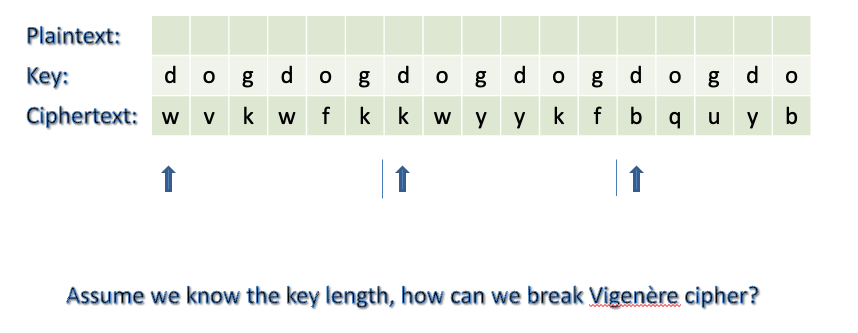 Plaintext:
Key: d o g d o g d o g d o g d o g d o
Ciphertext: w v k w f k k w y y k f b q u y b
Assume we know the key length, how can we break Vigenère cipher?